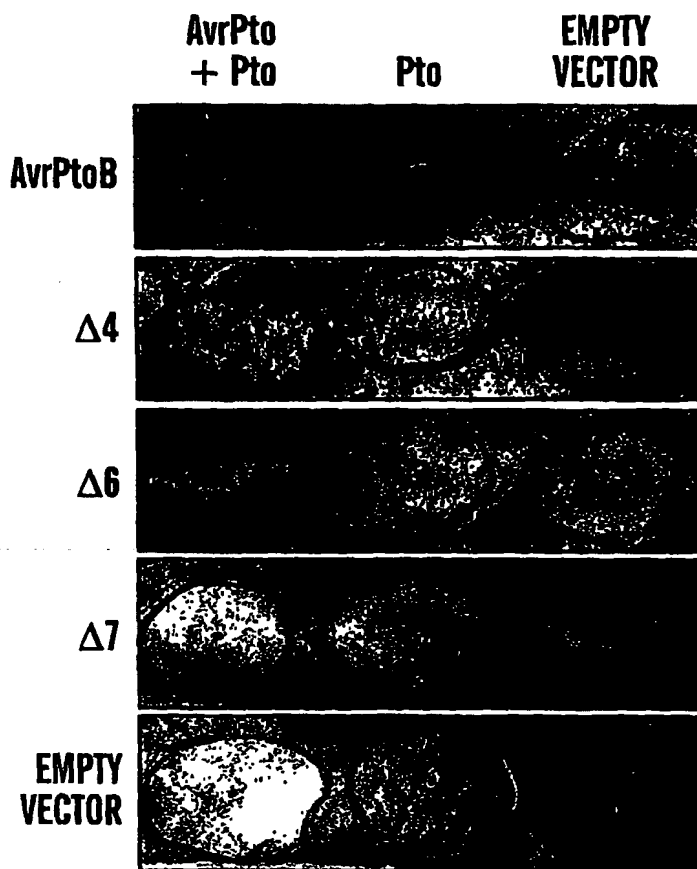 AvrPto
+ Pto
Pto
EMPTY
VECTOR
AvrPtoB
Δ4
Δ6
Δ7
EMPTY
VECTOR